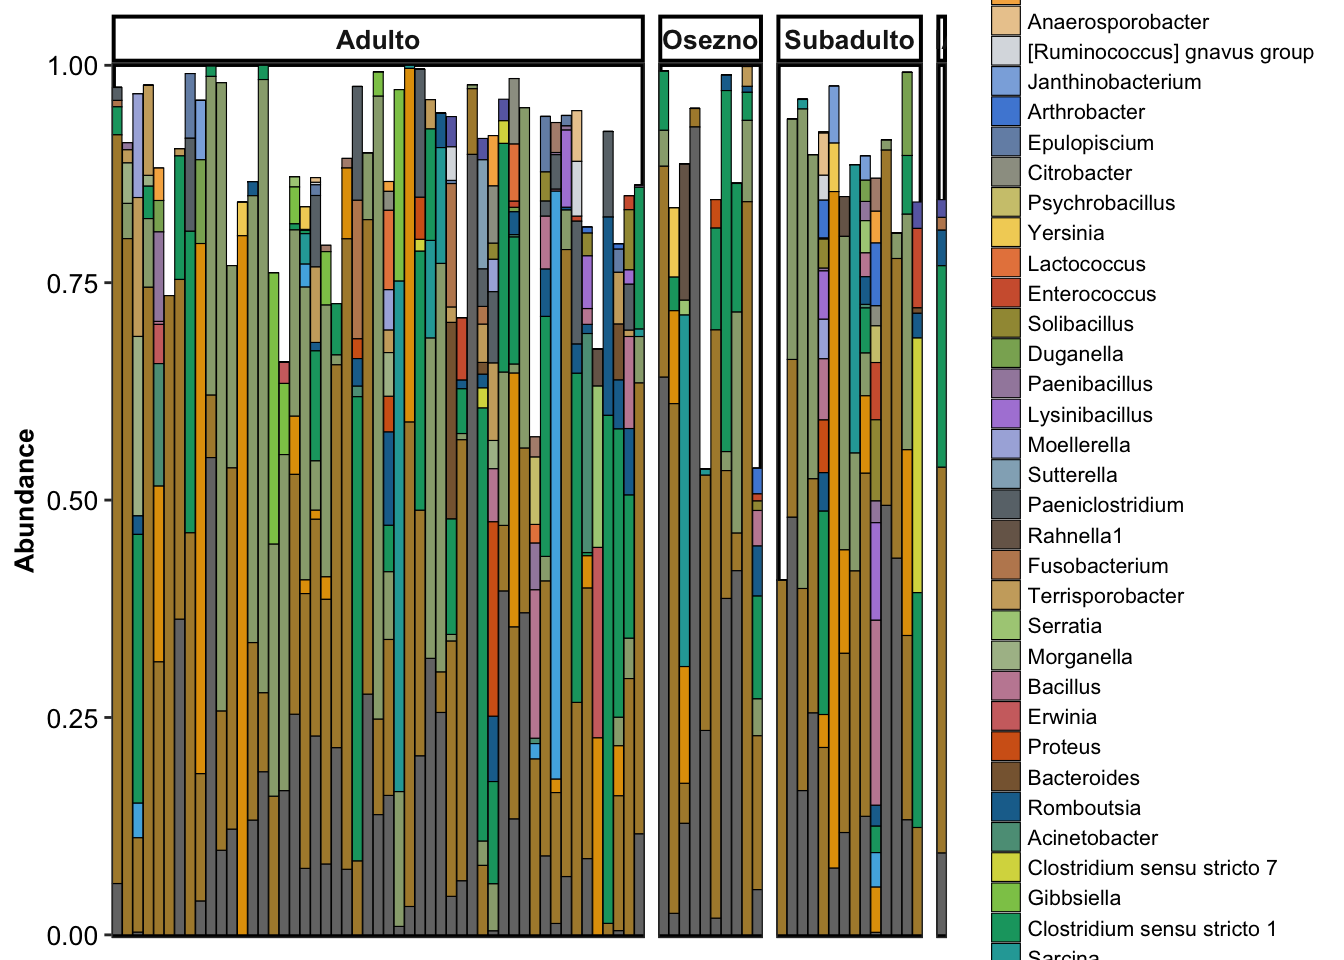 Adulto
Osezno
Subadulto
1.00
0.75
0.50
0.25
0.00
Abundance
Anaerosporobacter
[Ruminococcus] gnavus group
Janthinobacterium
Arthrobacter
Epulopiscium
Citrobacter
Psychrobacillus
Yersinia
Lactococcus
Enterococcus
Solibacillus
Duganella
Paenibacillus
Lysinibacillus
Moellerella
Sutterella
Paeniclostridium
Rahnella1
Fusobacterium
Terrisporobacter
Serratia
Morganella
Bacillus
Erwinia
Proteus
Bacteroides
Romboutsia
Acinetobacter
Clostridium sensu stricto 7
Gibbsiella
Clostridium sensu stricto 1
Sarcina